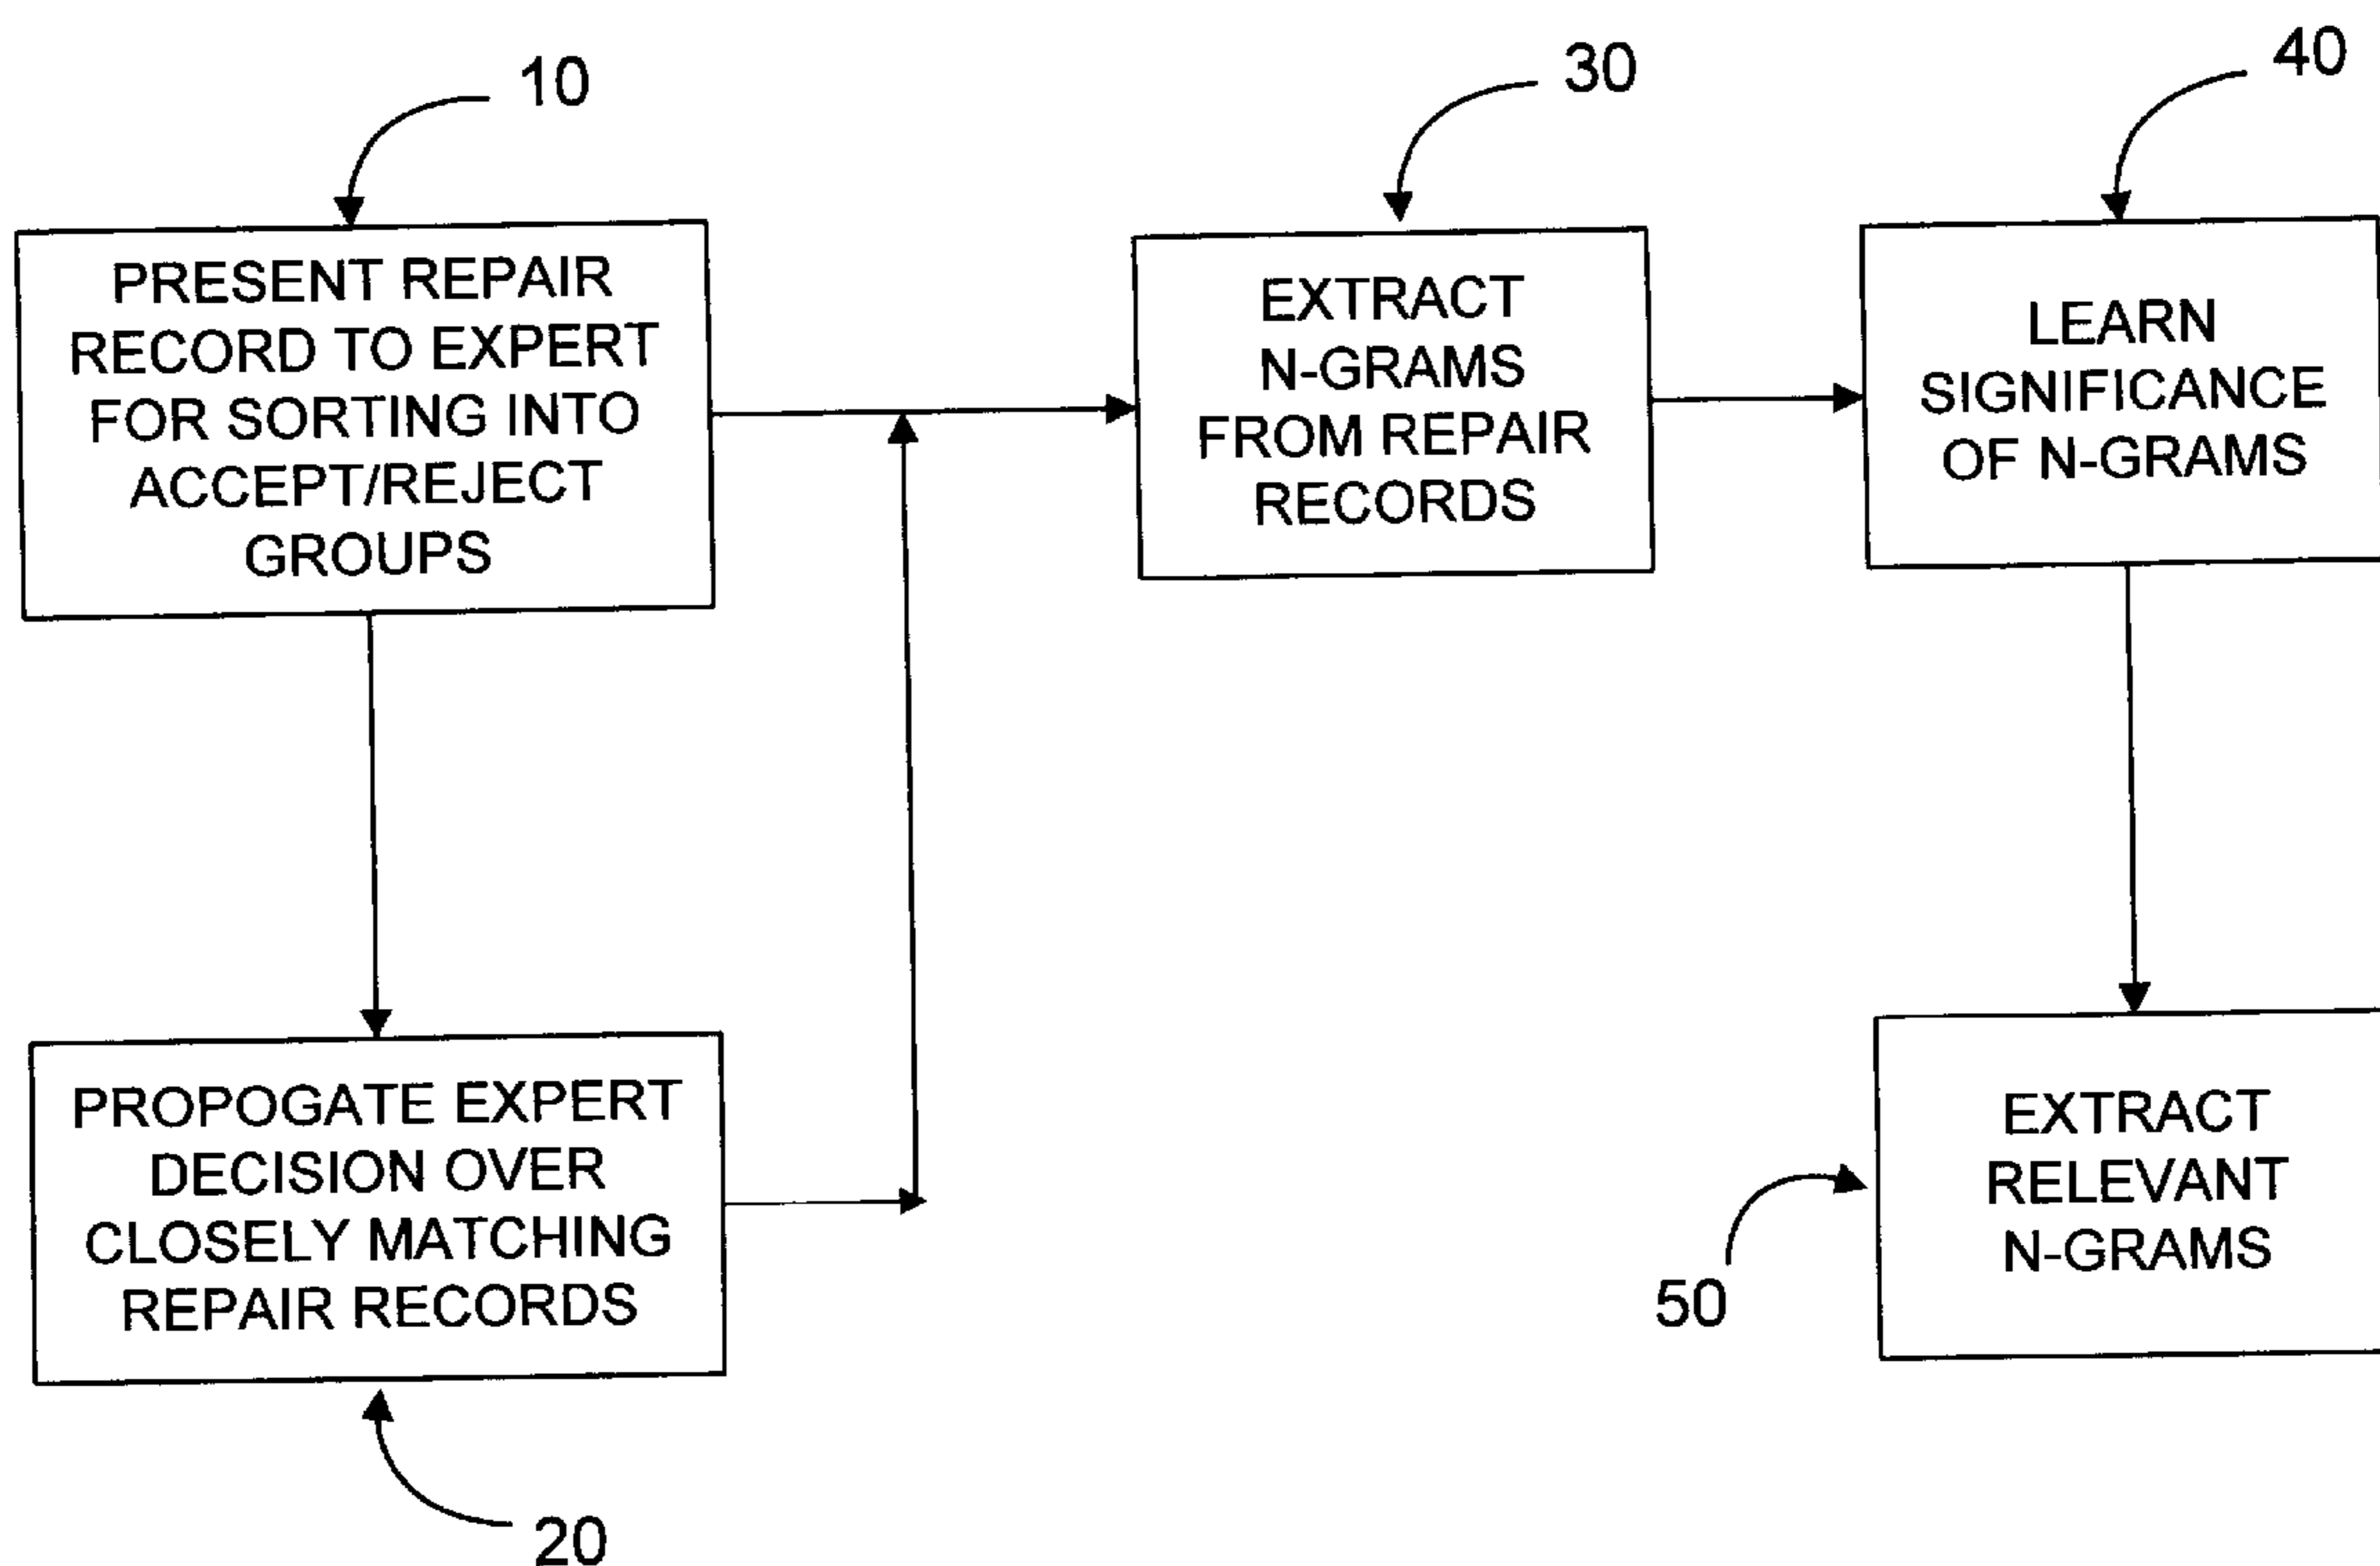 10
PRESENT REPAIR
RECORD TO EXPERT
FOR SORTING INTO
ACCEPT/REJECT
GROUPS
PROPOGATE EXPERT
DECISION OVER
CLOSELY MATCHING
REPAIR RECORDS
20
30
EXTRACT
N-GRAMS
FROM REPAIR
RECORDS
40
LEARN
SIGNIFICANCE
OF N-GRAMS
EXTRACT
RELEVANT
N-GRAMS
50